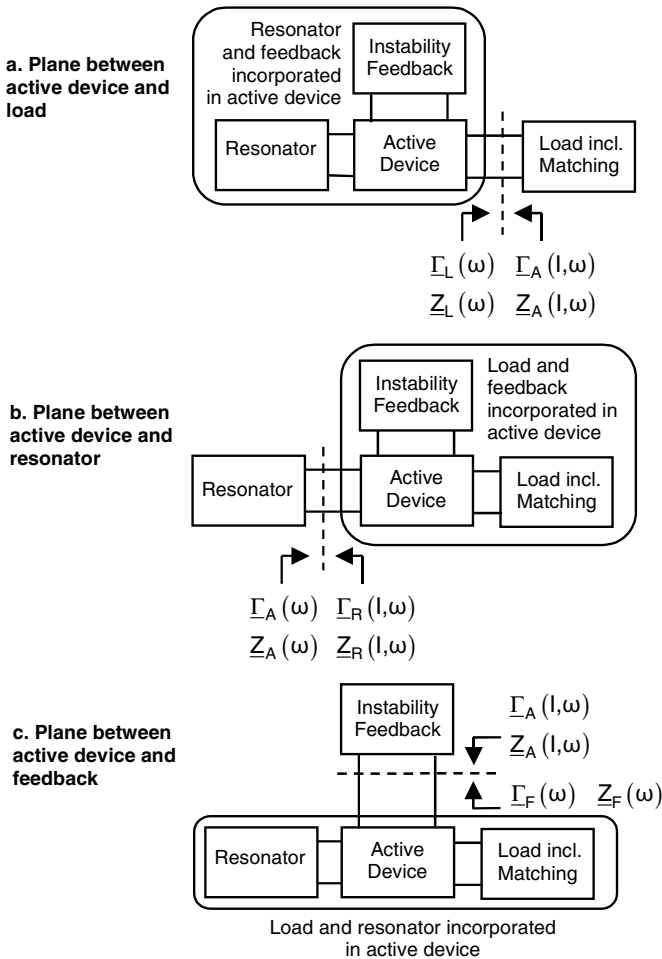 a. Plane between
active device and
load
Resonator
and feedback
incorporated
in active device
Instability
Feedback
Resonator
Active
Device
Load incl.
Matching
Γ_L(ω) Γ_A(I,ω)
Z_L(ω) Z_A(I,ω)
b. Plane between
active device and
resonator
Instability
Feedback
Load and
feedback
incorporated in
active device
Resonator
Active
Device
Load incl.
Matching
Γ_A(ω) Γ_R(I,ω)
Z_A(ω) Z_R(I,ω)
c. Plane between
active device and
feedback
Instability
Feedback
Γ_A(I,ω)
Z_A(I,ω)
Γ_F(ω) Z_F(ω)
Resonator
Active
Device
Load incl.
Matching
Load and resonator incorporated
in active device